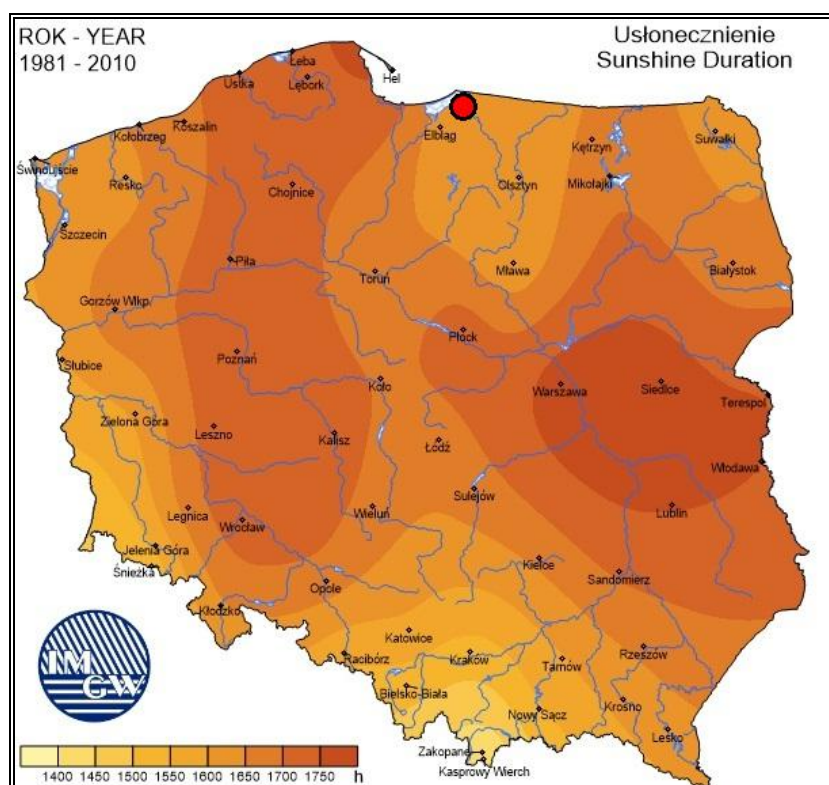 ROK - YEAR
1981 - 2010
Usłonecznienie
Sunshine Duration
Łeba
Hel
Ustka
Lębork
Koszalin
Kołobrzeg
Elbląg
Suwałki
Kętrzyn
Świnoujście
Resko
Chojnice
Olsztyn
Mikołajki
Szczecin
Piła
Toruń
Mława
Białystok
Gorzów Wlkp.
Płock
Słubice
Poznań
Koło
Warszawa
Siedlce
Terespol
Zielona Góra
Leszno
Kalisz
Łódź
Włodawa
Sulejów
Legnica
Wrocław
Wieluń
Lublin
Jelenia Góra
Śnieżka
Kielce
Sandomierz
Opole
Kłodzko
Katowice
Racibórz
Kraków
Tarnów
Rzeszów
Bielsko-Biała
Krosno
Nowy Sącz
Lesko
Zakopane
Kasprowy Wierch
IM
GW
1400 1450 1500 1550 1600 1650 1700 1750 h